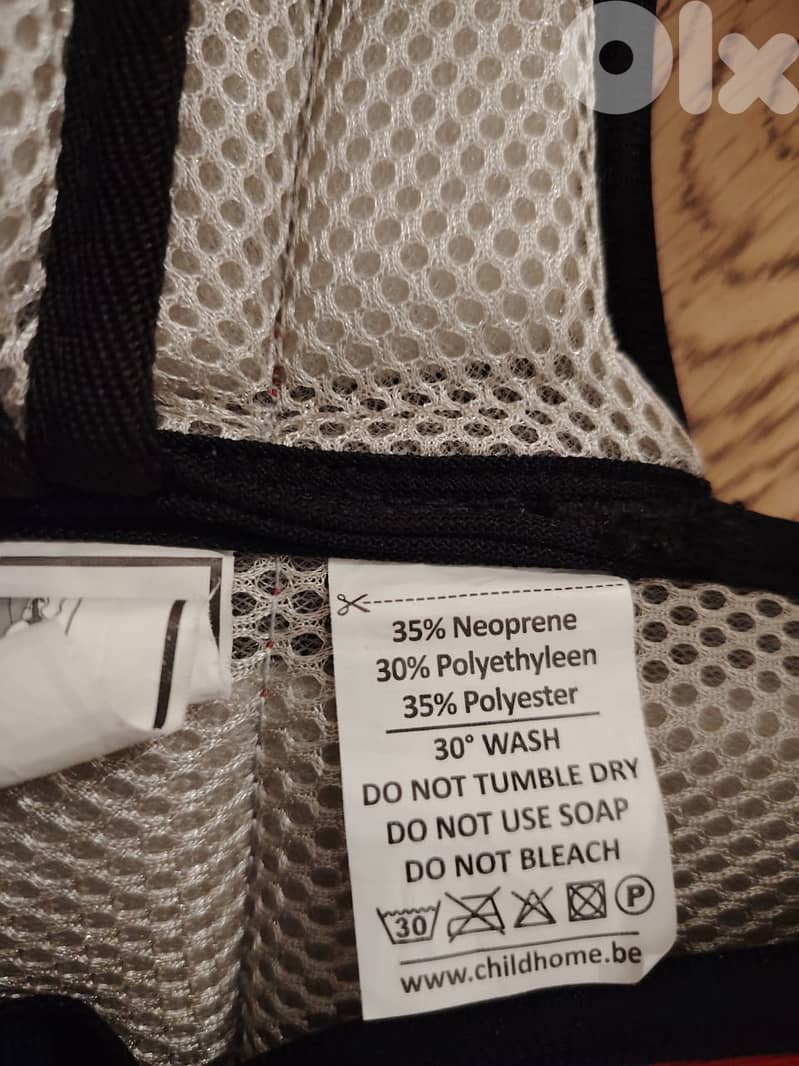 olx
35% Neoprene
30% Polyethyleen
35% Polyester
30° WASH
DO NOT TUMBLE DRY
DO NOT USE SOAP
DO NOT BLEACH
30 P
www.childhome.be